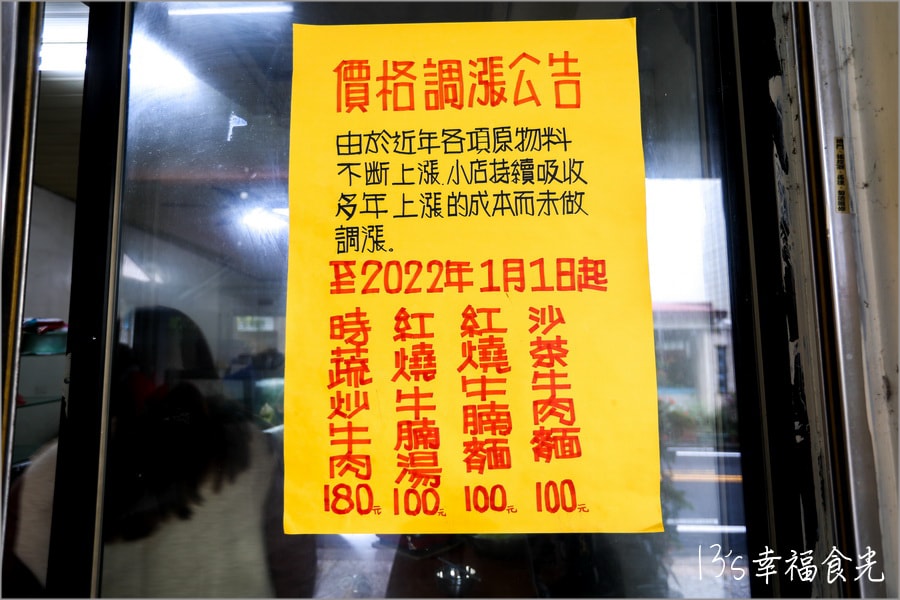 價格調漲公告
由於近年各項原物料
不斷上漲.小店持續吸收
多年上漲的成本而未做
調漲。
至2022年1月1日起
沙茶牛肉麵100元
紅燒牛腩麵100元
紅燒牛腩湯100元
時蔬炒牛肉180元
13's幸福食光